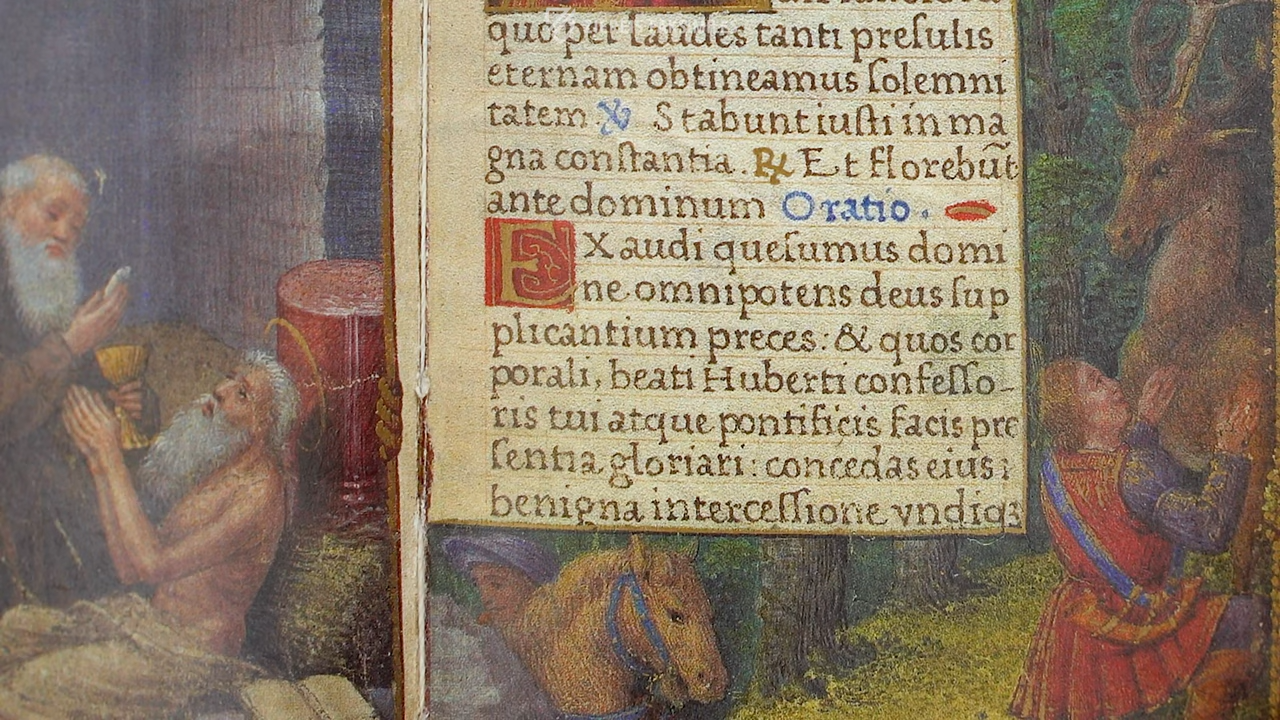 quo per laudes tanti preſulis
eternam obtineamus ſolemni
tatem ℣ Stabunt iuſti in ma
gna conſtantia. ℞ Et florebūt
ante dominum Oratio.
EXaudi queſumus domi
ne omnipotens deus ſup
plicantium preces: & quos cor
porali, beati Huberti confeſſo-
ris tui atque pontificis facis pre
ſentia gloriari: concedas eius
benigna interceſſione vndiqꝫ